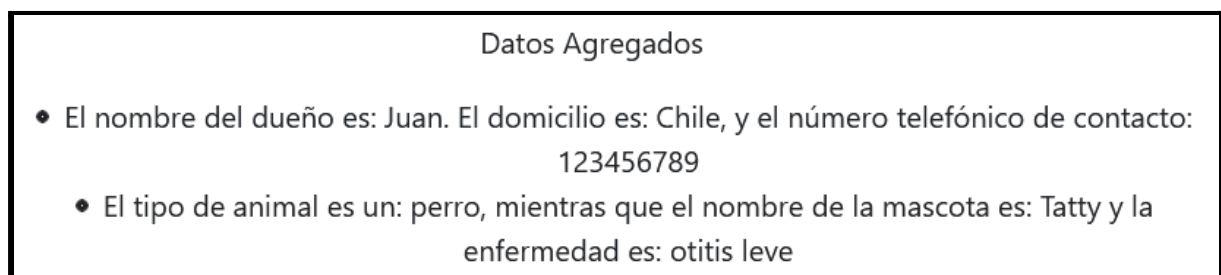 Datos Agregados
• El nombre del dueño es: Juan. El domicilio es: Chile, y el número telefónico de contacto:
123456789
• El tipo de animal es un: perro, mientras que el nombre de la mascota es: Tatty y la
enfermedad es: otitis leve